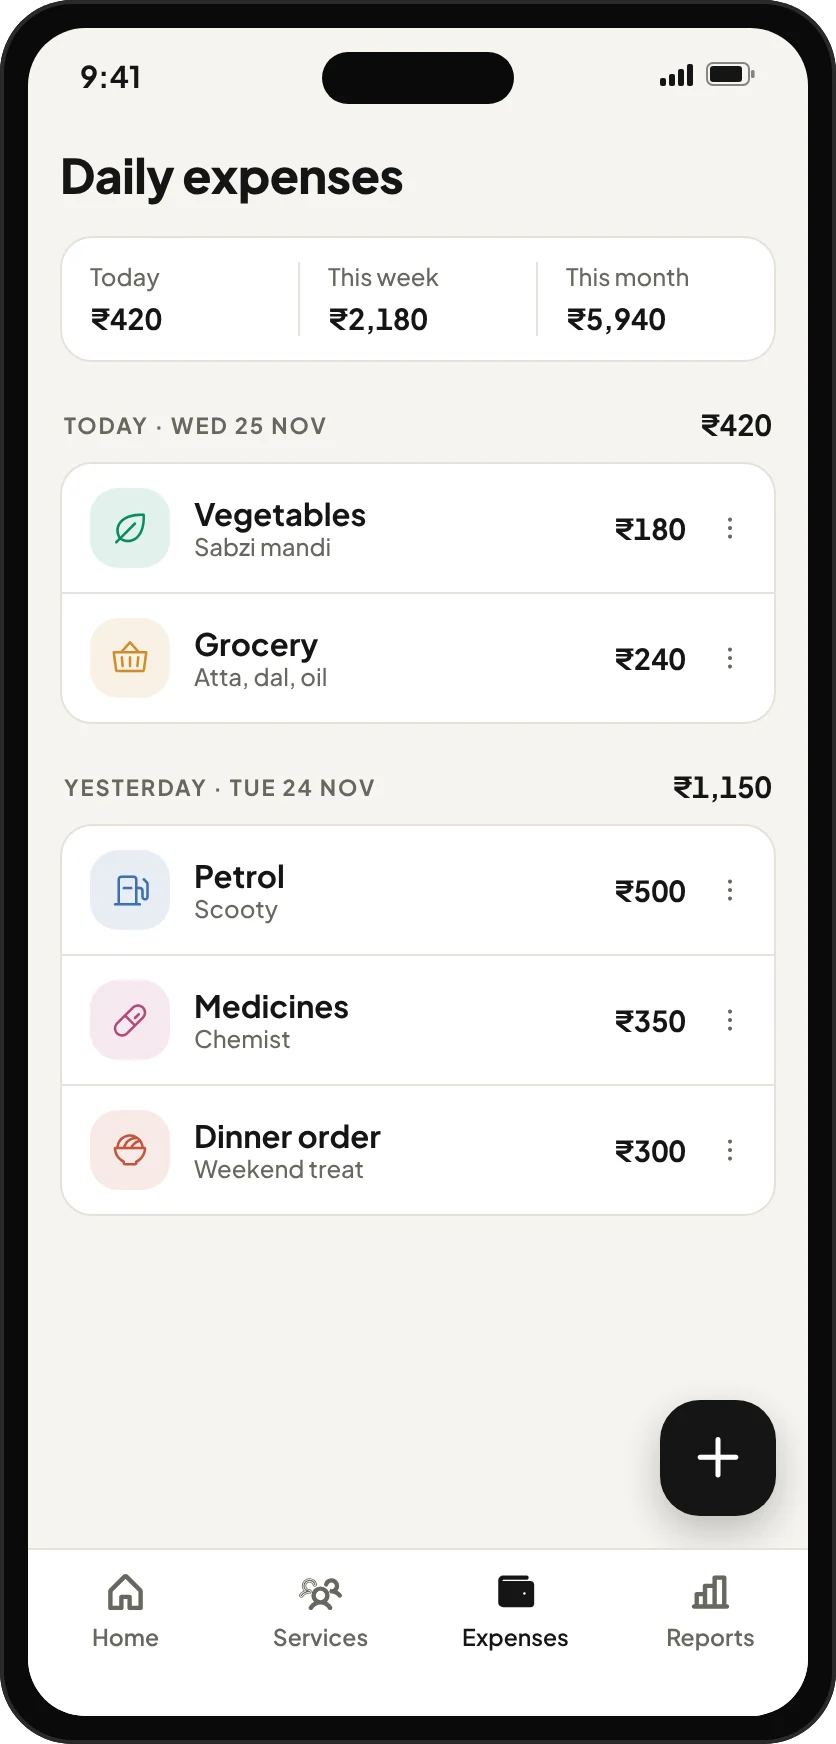 9:41
Daily expenses
Today
₹420
This week
₹2,180
This month
₹5,940
TODAY · WED 25 NOV
₹420
Vegetables
Sabzi mandi
₹180
Grocery
Atta, dal, oil
₹240
YESTERDAY · TUE 24 NOV
₹1,150
Petrol
Scooty
₹500
Medicines
Chemist
₹350
Dinner order
Weekend treat
₹300
Home
Services
Expenses
Reports